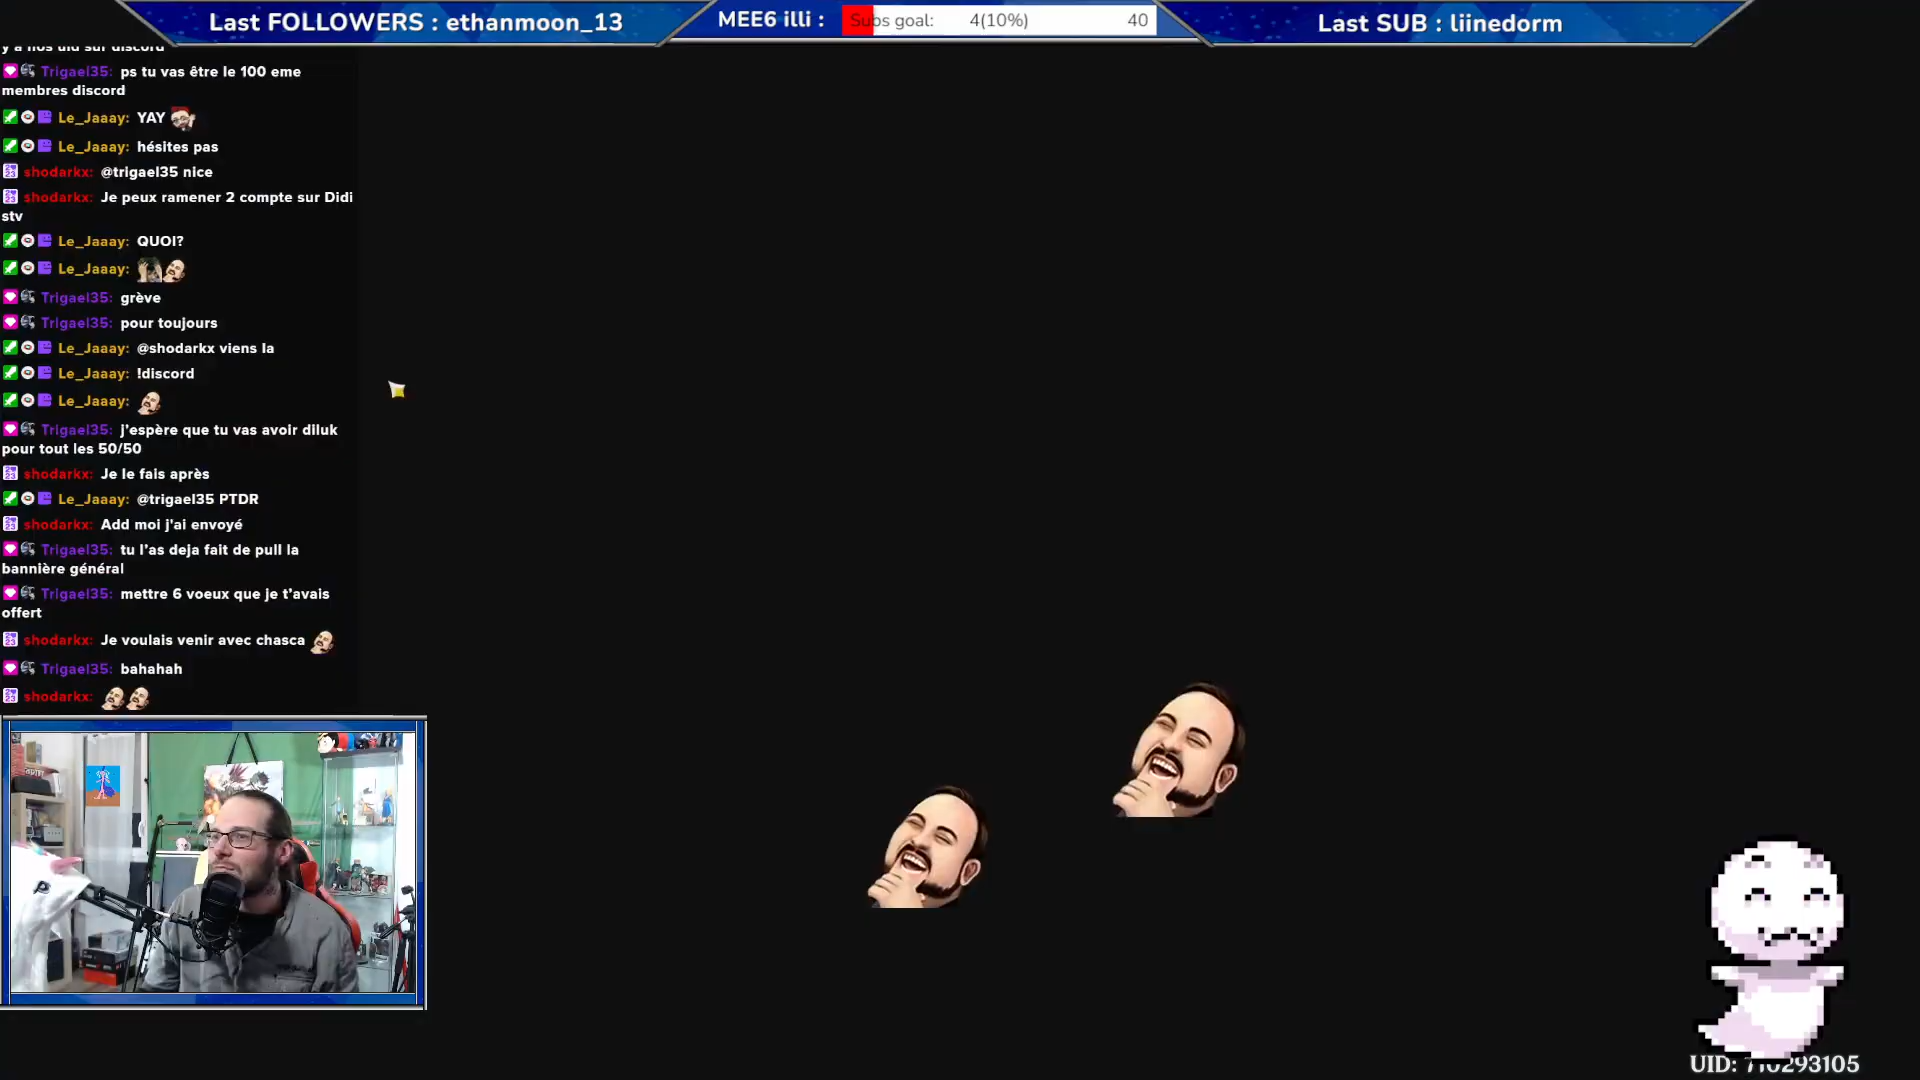 Last FOLLOWERS : ethanmoon_13
MEE6 illi :
Subs goal: 4(10%) 40
Last SUB : liinedorm
y a nos uid sur discord
Trigael35: ps tu vas être le 100 eme
membres discord
Le_Jaaay: YAY
Le_Jaaay: hésites pas
shodarkx: @trigael35 nice
shodarkx: Je peux ramener 2 compte sur Didi
stv
Le_Jaaay: QUOI?
Le_Jaaay:
Trigael35: grève
Trigael35: pour toujours
Le_Jaaay: @shodarkx viens la
Le_Jaaay: !discord
Le_Jaaay:
Trigael35: j'espère que tu vas avoir diluk
pour tout les 50/50
shodarkx: Je le fais après
Le_Jaaay: @trigael35 PTDR
shodarkx: Add moi j'ai envoyé
Trigael35: tu l'as deja fait de pull la
bannière général
Trigael35: mettre 6 voeux que je t'avais
offert
shodarkx: Je voulais venir avec chasca
Trigael35: bahahah
shodarkx:
UID: 710293105